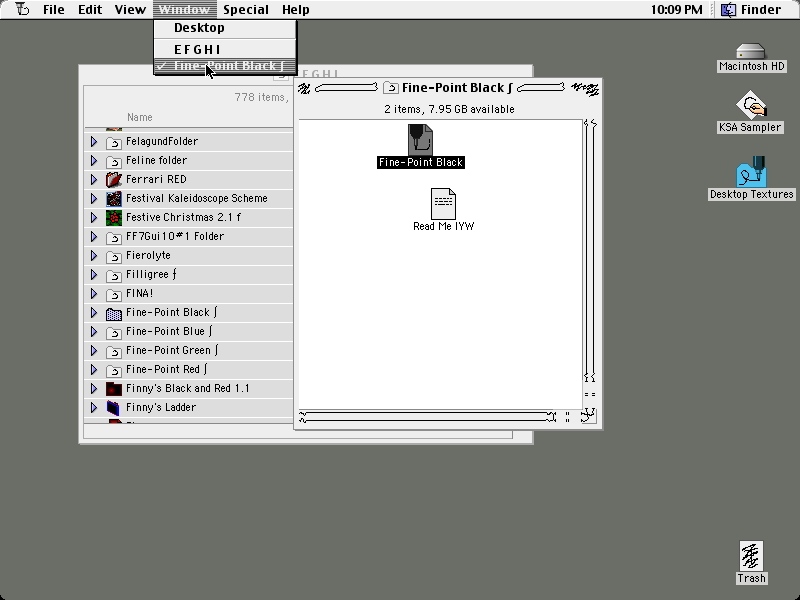 File Edit View Window Special Help 10:09 PM Finder
Desktop
E F G H I
✓ Fine-Point Black ∫
E F G H I
778 items,
Name
FelagundFolder
Feline folder
Ferrari RED
Festival Kaleidoscope Scheme
Festive Christmas 2.1 f
FF7Gui10#1 Folder
Fierolyte
Filligree ƒ
FINA!
Fine-Point Black ∫
Fine-Point Blue ∫
Fine-Point Green ∫
Fine-Point Red ∫
Finny's Black and Red 1.1
Finny's Ladder
Fine-Point Black ∫
2 items, 7.95 GB available
Fine-Point Black
Read Me IYW
Macintosh HD
KSA Sampler
Desktop Textures
Trash